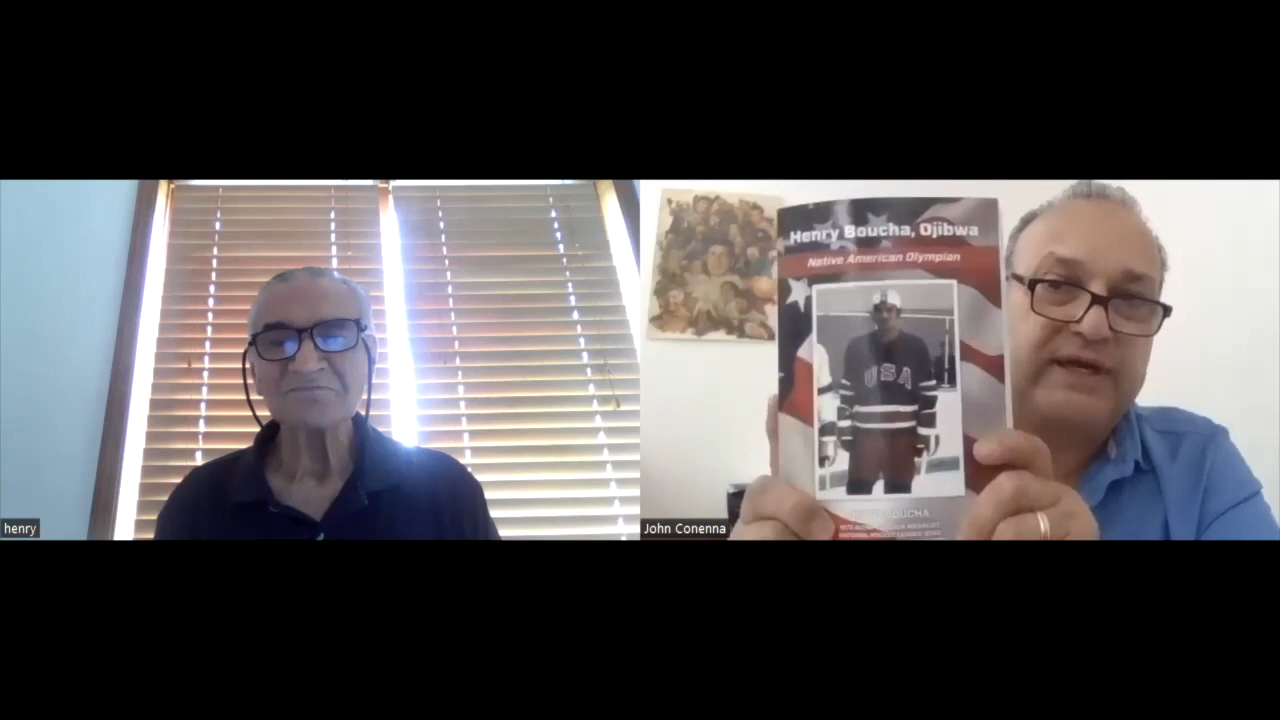 Henry Boucha, Ojibwa
Native American Olympian
USA
BOUCHA
henry
John Conenna